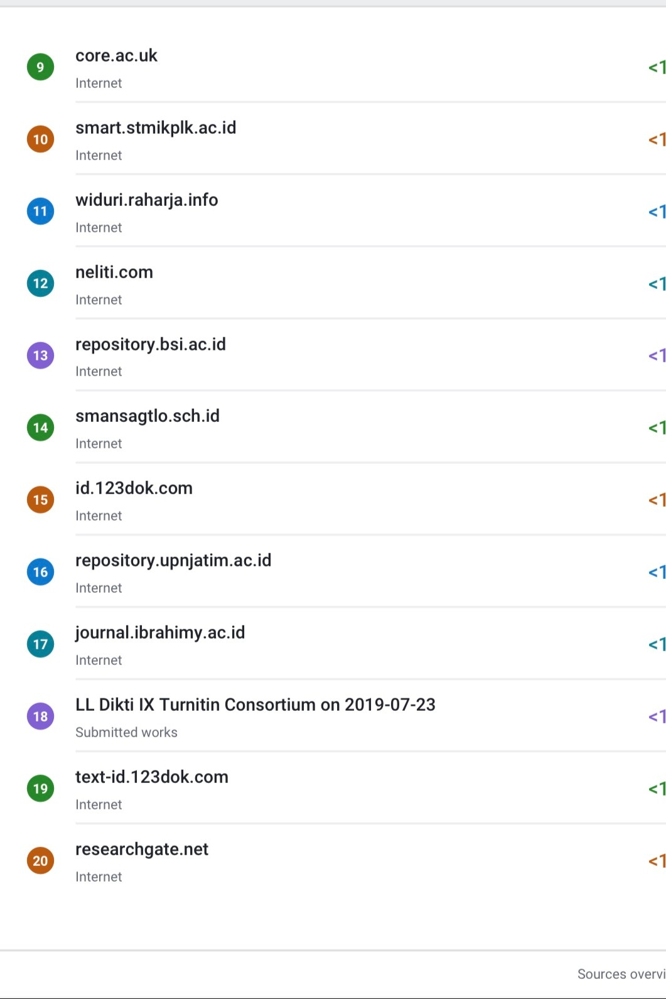 9 core.ac.uk <1
Internet
10 smart.stmikplk.ac.id <1
Internet
11 widuri.raharja.info <1
Internet
12 neliti.com <1
Internet
13 repository.bsi.ac.id <1
Internet
14 smansagtlo.sch.id <1
Internet
15 id.123dok.com <1
Internet
16 repository.upnjatim.ac.id <1
Internet
17 journal.ibrahimy.ac.id <1
Internet
18 LL Dikti IX Turnitin Consortium on 2019-07-23 <1
Submitted works
19 text-id.123dok.com <1
Internet
20 researchgate.net <1
Internet
Sources overvi